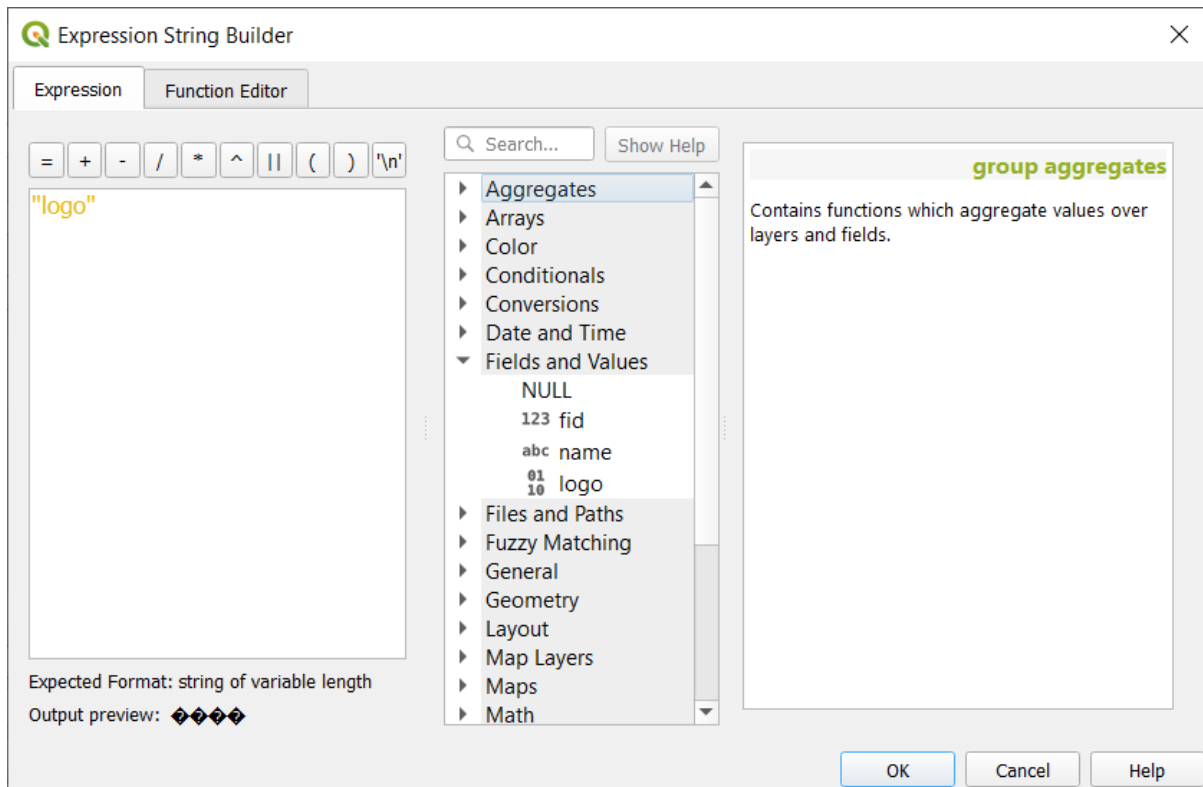 Expression String Builder
Expression
Function Editor
= + - / * ^ || ( ) '\n'
"logo"
Expected Format: string of variable length
Output preview: ����
Search...
Show Help
Aggregates
Arrays
Color
Conditionals
Conversions
Date and Time
Fields and Values
NULL
123 fid
abc name
01
10 logo
Files and Paths
Fuzzy Matching
General
Geometry
Layout
Map Layers
Maps
Math
group aggregates
Contains functions which aggregate values over
layers and fields.
OK
Cancel
Help